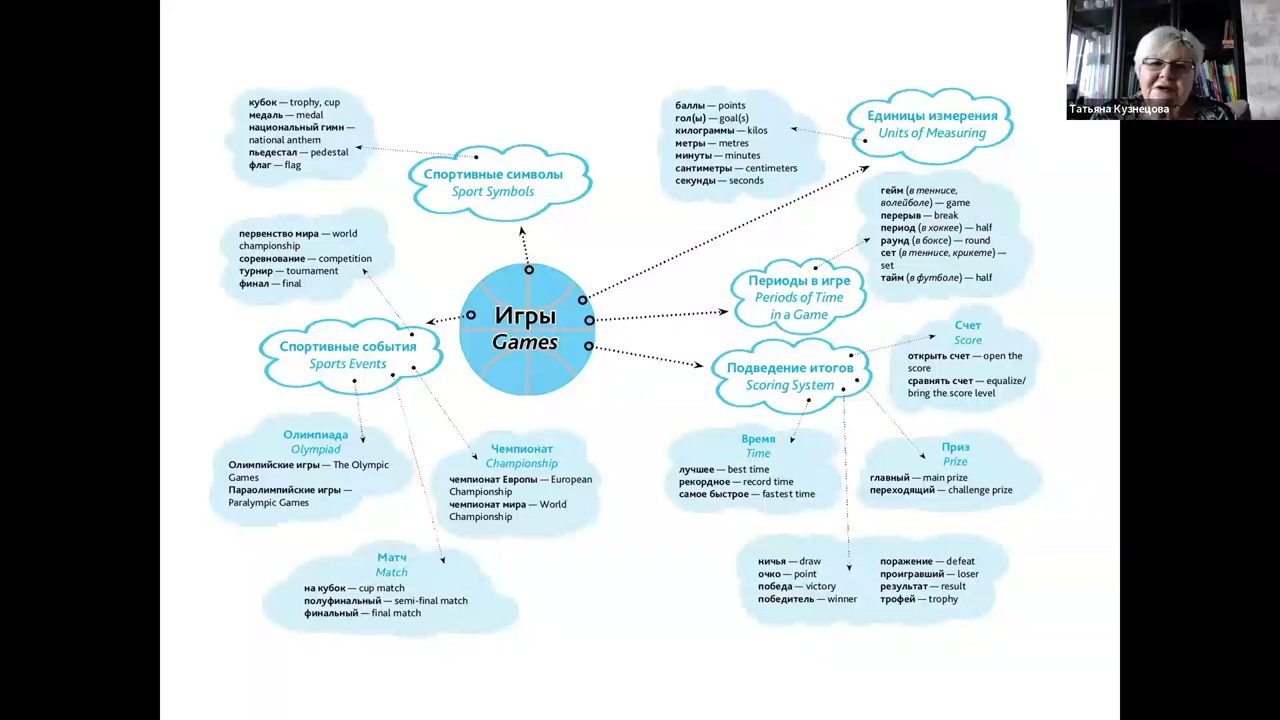 Татьяна Кузнецова
кубок — trophy, cup
медаль — medal
национальный гимн —
national anthem
пьедестал — pedestal
флаг — flag
Спортивные символы
Sport Symbols
баллы — points
гол(ы) — goal(s)
килограммы — kilos
метры — metres
минуты — minutes
сантиметры — centimeters
секунды — seconds
Единицы измерения
Units of Measuring
гейм (в теннисе,
волейболе) — game
перерыв — break
период (в хоккее) — half
раунд (в боксе) — round
сет (в теннисе, крикете) —
set
тайм (в футболе) — half
первенство мира — world
championship
соревнование — competition
турнир — tournament
финал — final
Игры
Games
Периоды в игре
Periods of Time
in a Game
Спортивные события
Sports Events
Подведение итогов
Scoring System
Счет
Score
открыть счет — open the
score
сравнять счет — equalize/
bring the score level
Олимпиада
Olympiad
Олимпийские игры — The Olympic
Games
Параолимпийские игры —
Paralympic Games
Чемпионат
Championship
чемпионат Европы — European
Championship
чемпионат мира — World
Championship
Время
Time
лучшее — best time
рекордное — record time
самое быстрое — fastest time
Приз
Prize
главный — main prize
переходящий — challenge prize
Матч
Match
на кубок — cup match
полуфинальный — semi-final match
финальный — final match
ничья — draw
очко — point
победа — victory
победитель — winner
поражение — defeat
проигравший — loser
результат — result
трофей — trophy